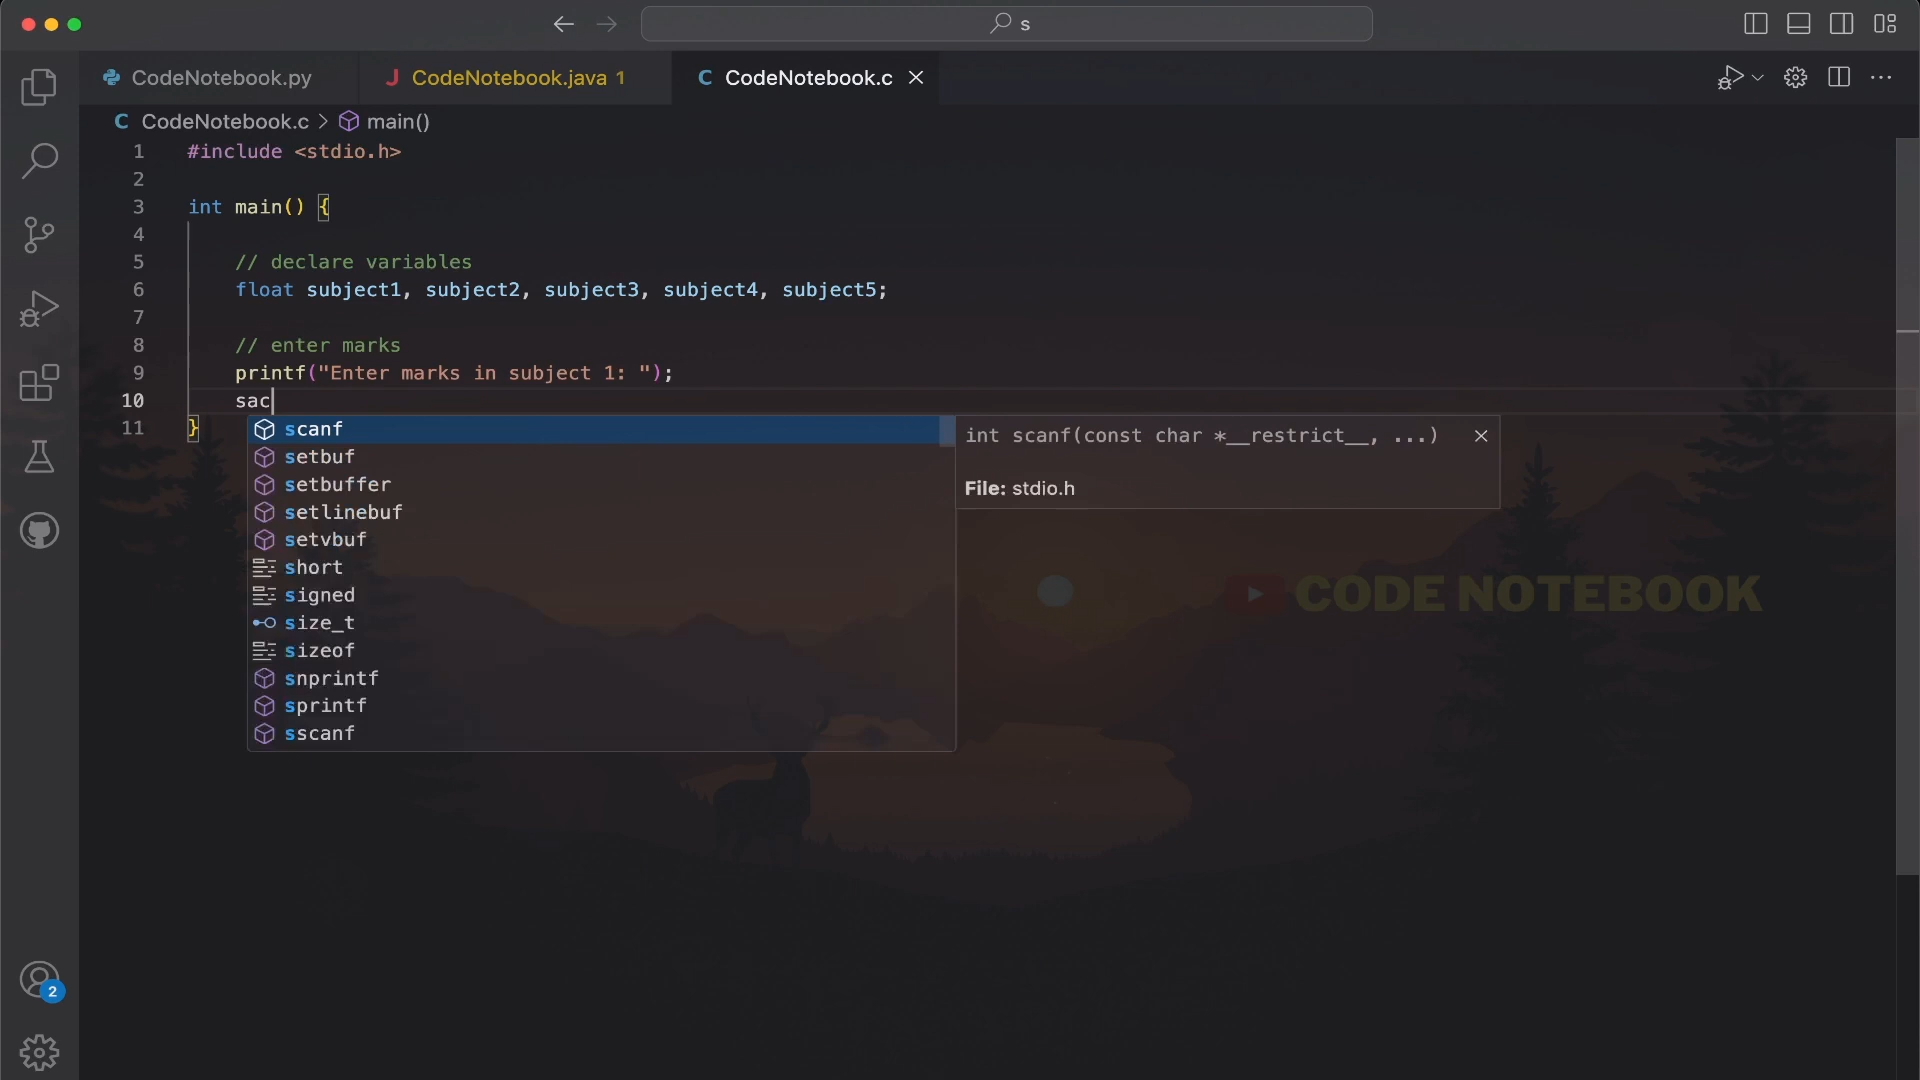 s
CodeNotebook.py
CodeNotebook.java 1
CodeNotebook.c
CodeNotebook.c > main()
1 #include <stdio.h>
2
3 int main() {
4
5 // declare variables
6 float subject1, subject2, subject3, subject4, subject5;
7
8 // enter marks
9 printf("Enter marks in subject 1: ");
10 sac
11 }
scanf
setbuf
setbuffer
setlinebuf
setvbuf
short
signed
size_t
sizeof
snprintf
sprintf
sscanf
int scanf(const char *__restrict__, ...)
File: stdio.h
CODE NOTEBOOK
2